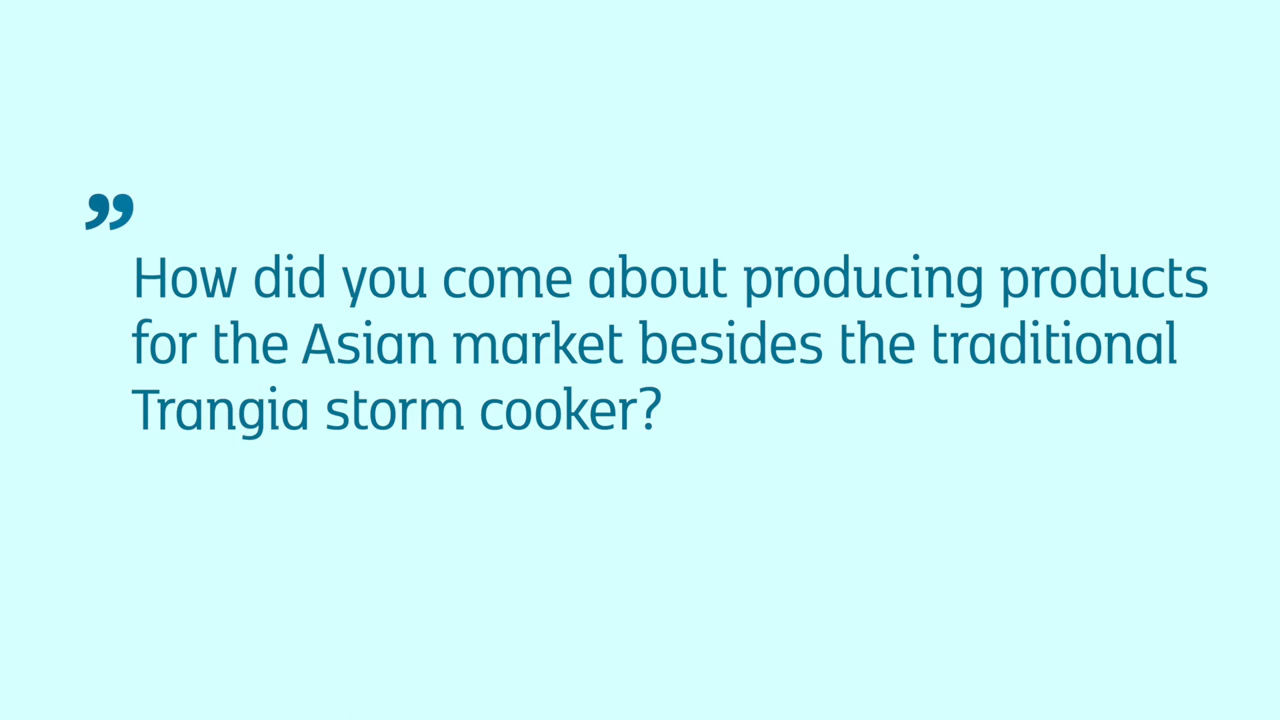 ”
How did you come about producing products
for the Asian market besides the traditional
Trangia storm cooker?